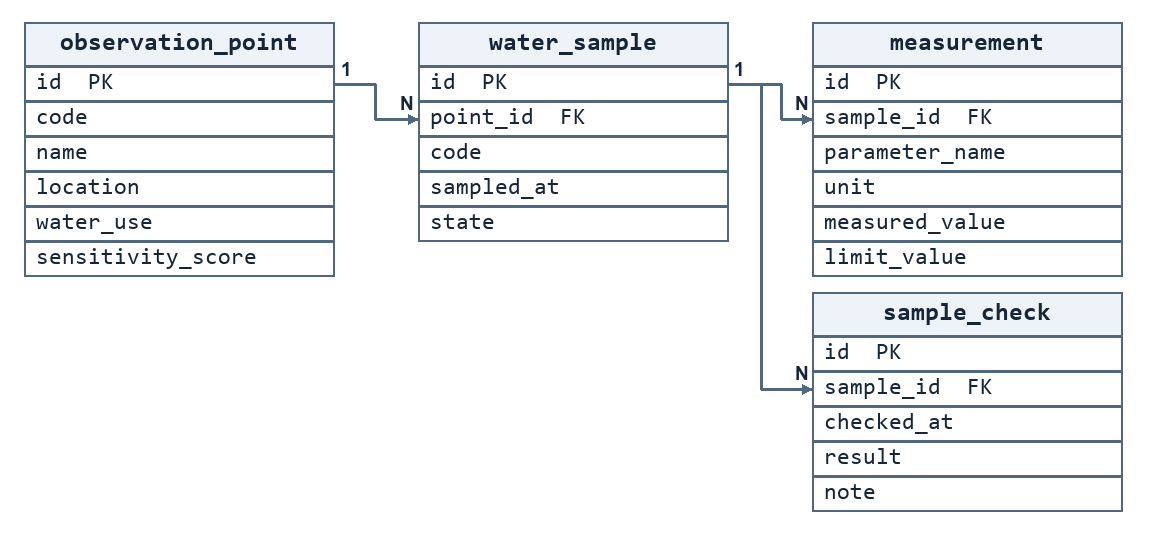 observation_point
id PK
code
name
location
water_use
sensitivity_score
1
N
water_sample
id PK
point_id FK
code
sampled_at
state
1
N
measurement
id PK
sample_id FK
parameter_name
unit
measured_value
limit_value
N
sample_check
id PK
sample_id FK
checked_at
result
note